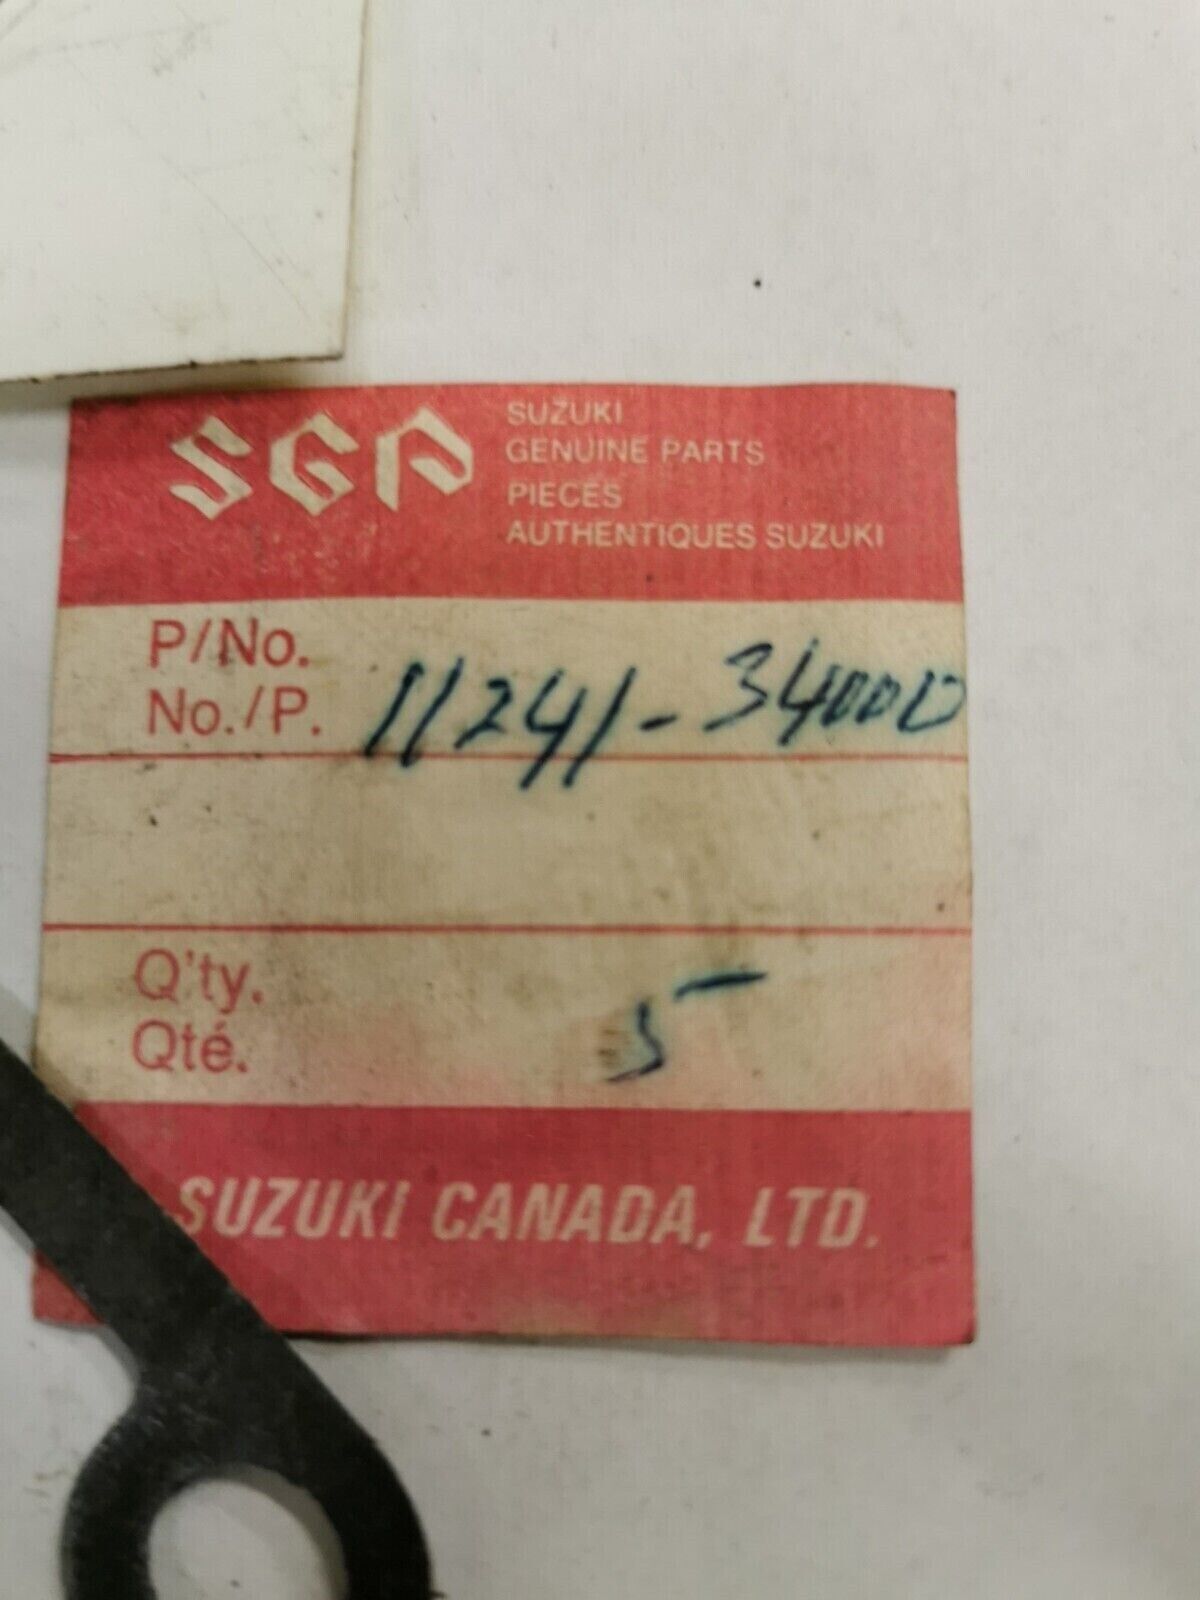 SGP
SUZUKI
GENUINE PARTS
PIECES
AUTHENTIQUES SUZUKI
P/No.
No./P. 11241-34000
Q'ty.
Qté. 5
SUZUKI CANADA, LTD.